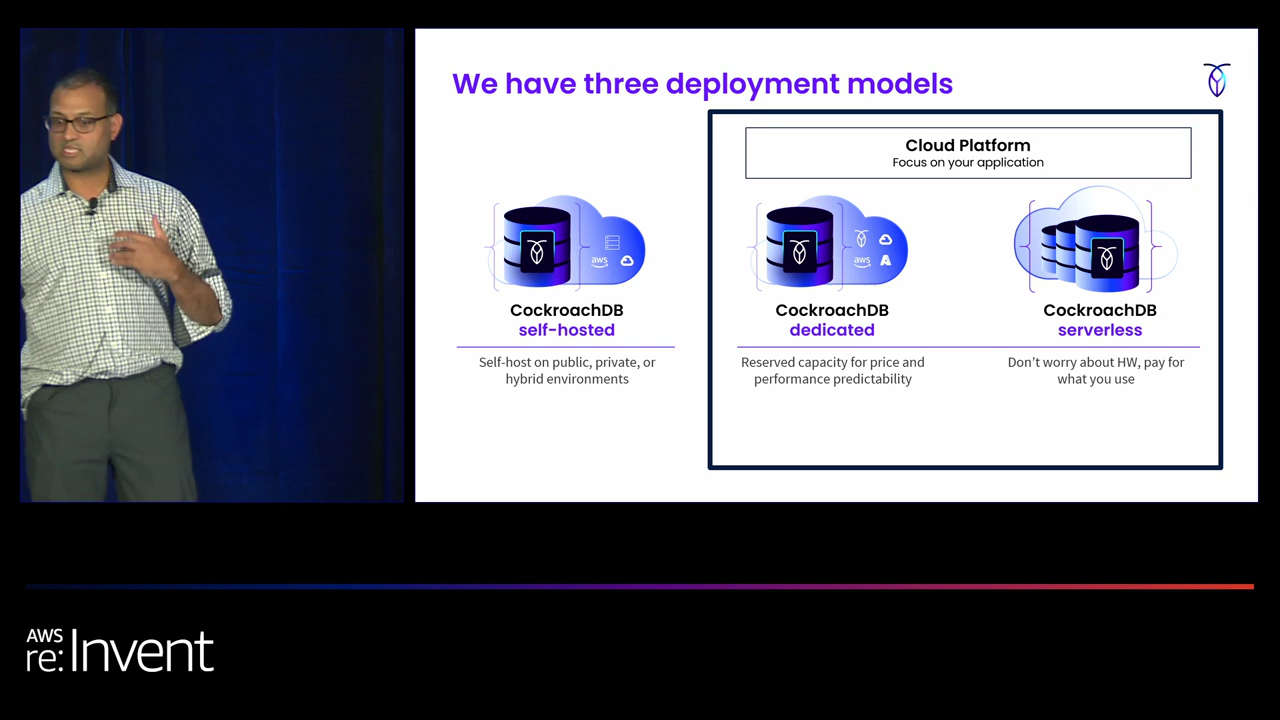 We have three deployment models
Cloud Platform
Focus on your application
aws
aws
CockroachDB
self-hosted
Self-host on public, private, or
hybrid environments
CockroachDB
dedicated
Reserved capacity for price and
performance predictability
CockroachDB
serverless
Don’t worry about HW, pay for
what you use
AWS
re:Invent